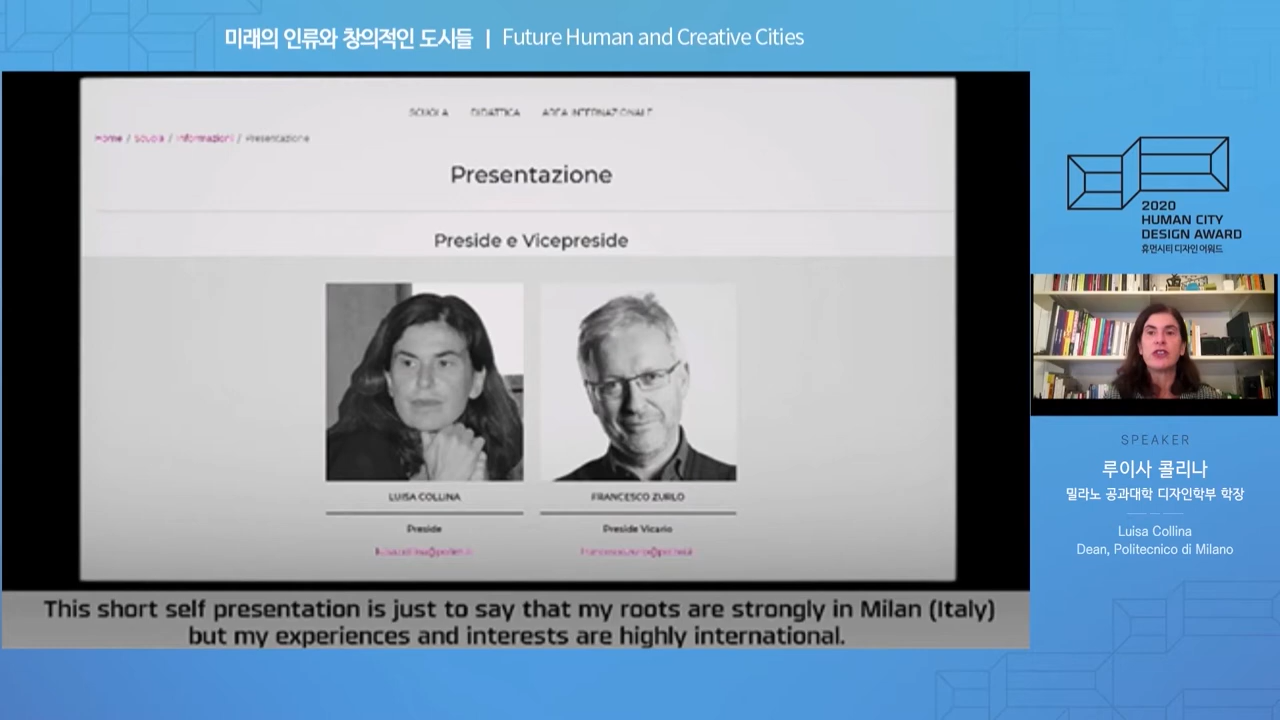 미래의 인류와 창의적인 도시들 | Future Human and Creative Cities
SCUOLA DIDATTICA AREA INTERNAZIONALE
Home / Scuola / Informazioni / Presentazione
Presentazione
Preside e Vicepreside
LUISA COLLINA
FRANCESCO ZURLO
Preside
Preside Vicario
This short self presentation is just to say that my roots are strongly in Milan (Italy)
but my experiences and interests are highly international.
2020
HUMAN CITY
DESIGN AWARD
휴먼시티 디자인 어워드
SPEAKER
루이사 콜리나
밀라노 공과대학 디자인학부 학장
Luisa Collina
Dean, Politecnico di Milano